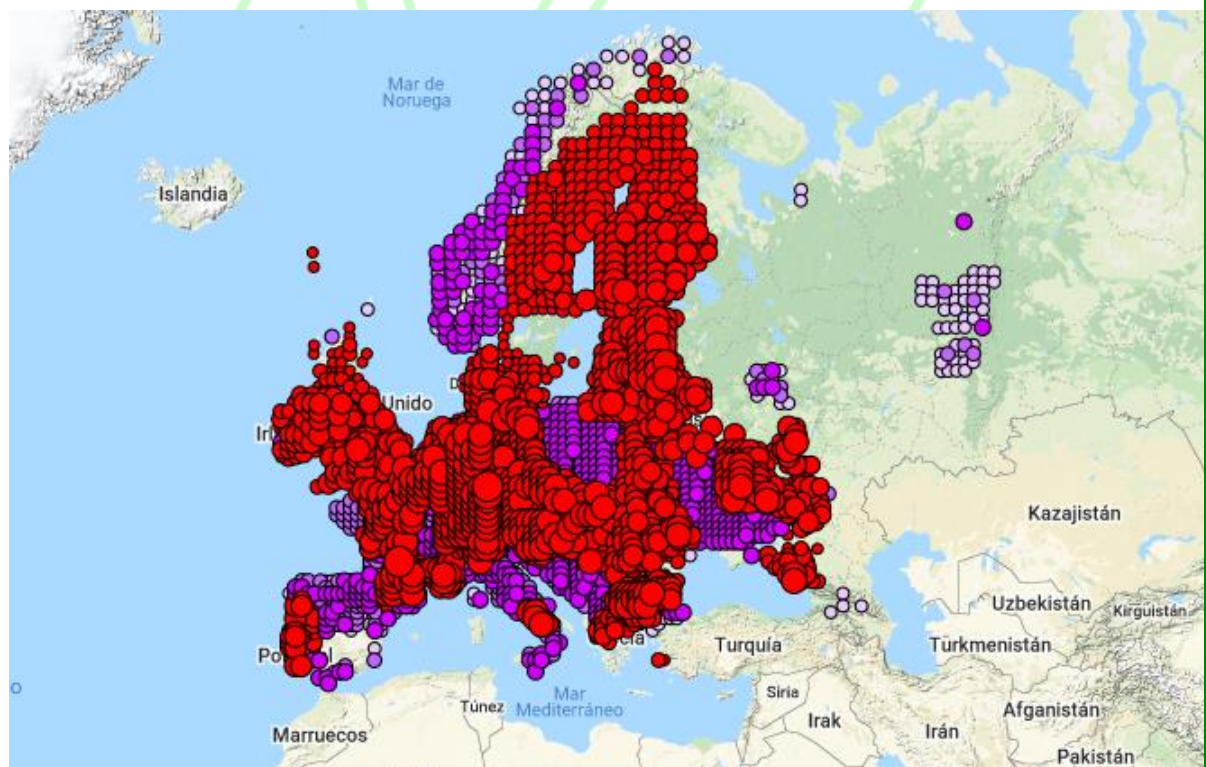 Mar de
Noruega
Islandia
Unido
Kazajistán
Uzbekistán
Kirguistán
Turquía
Turkmenistán
Siria
Túnez
Mar
Mediterráneo
Afganistán
Irak
Irán
Marruecos
Pakistán